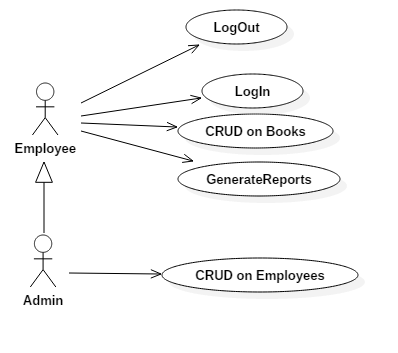 LogOut
LogIn
CRUD on Books
Employee
GenerateReports
CRUD on Employees
Admin